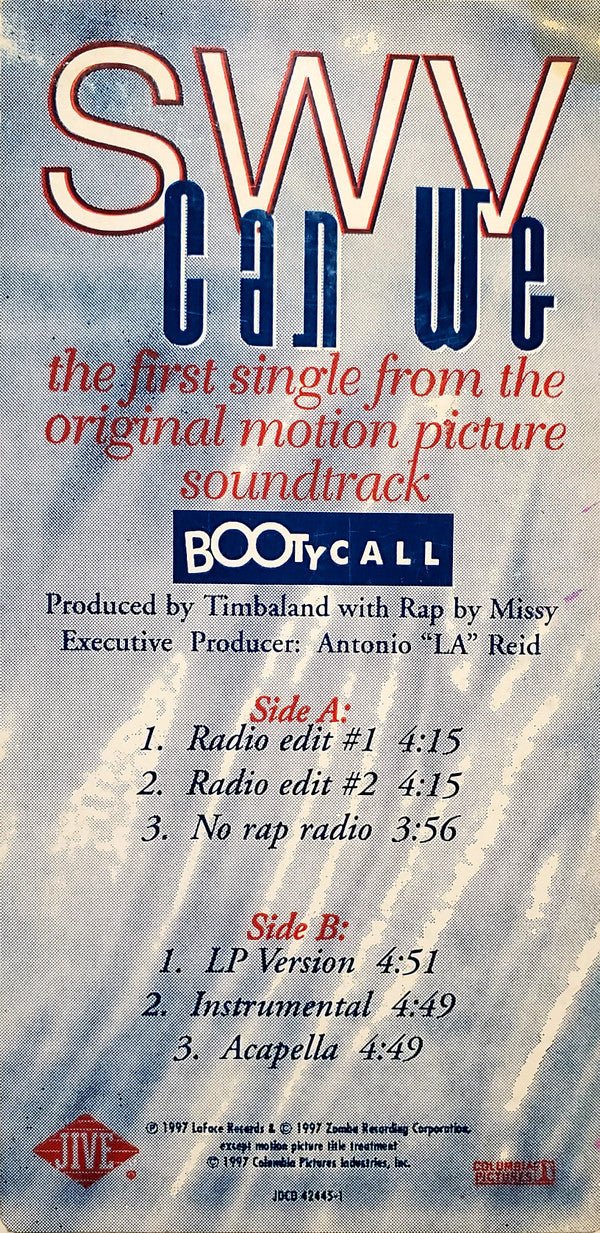 SWV
Can We
the first single from the
original motion picture
soundtrack
BOOTYCALL
Produced by Timbaland with Rap by Missy
Executive Producer: Antonio “LA” Reid
Side A:
1. Radio edit #1 4:15
2. Radio edit #2 4:15
3. No rap radio 3:56
Side B:
1. LP Version 4:51
2. Instrumental 4:49
3. Acapella 4:49
℗ 1997 LaFace Records & © 1997 Zomba Recording Corporation,
except motion picture title treatment
© 1997 Columbia Pictures Industries, Inc.
JIVE
COLUMBIA
PICTURES
JDCD 42445-1